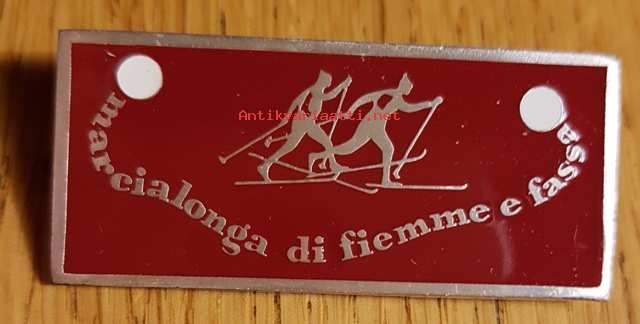 Antikvariaatti.net
marcialonga di fiemme e fassa